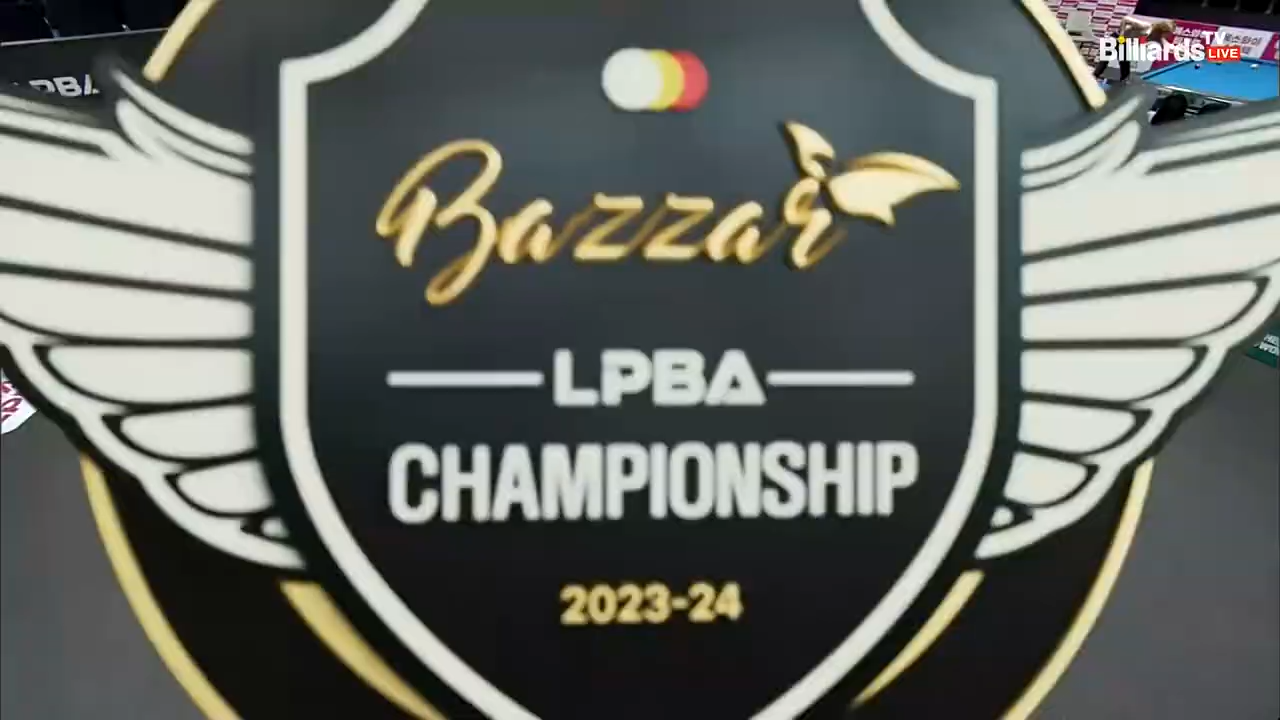 Billiards TV LIVE
LPBA
Bazzar
LPBA
CHAMPIONSHIP
2023-24